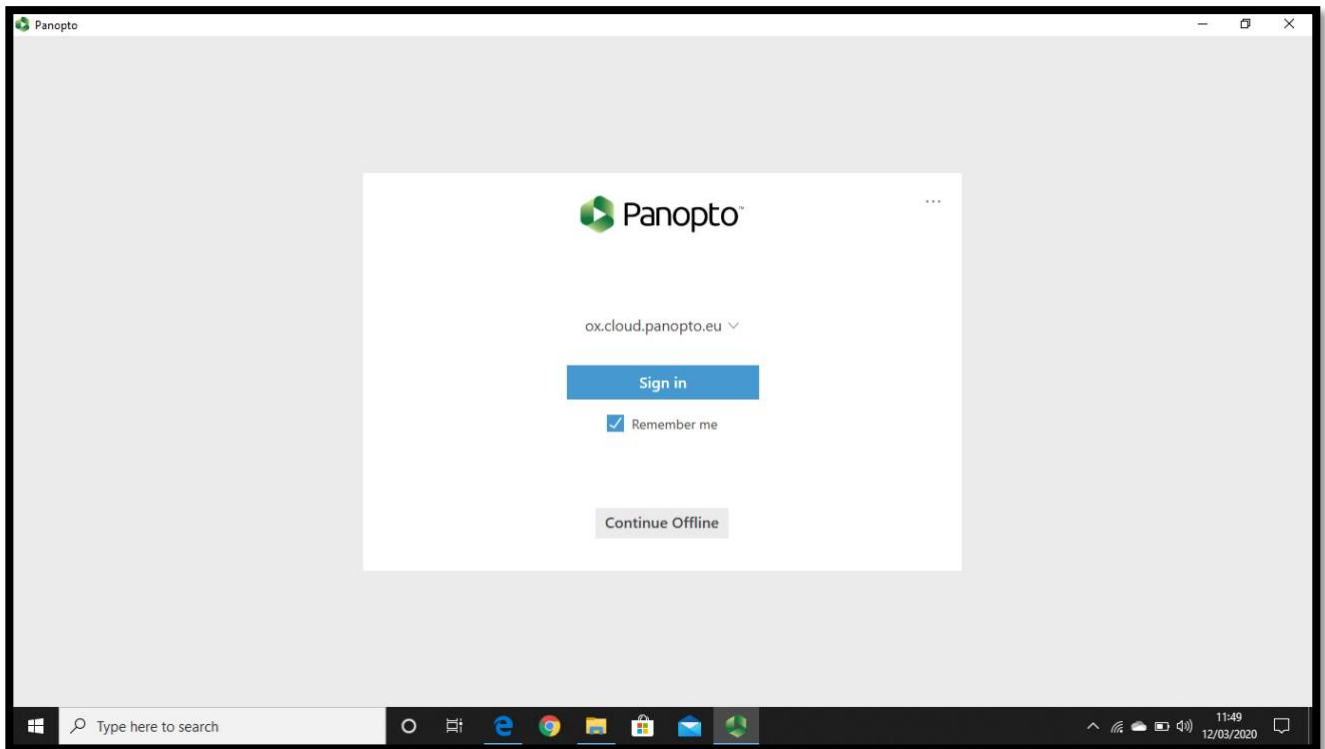 Panopto
Panopto™
...
ox.cloud.panopto.eu
Sign in
Remember me
Continue Offline
Type here to search
11:49
12/03/2020